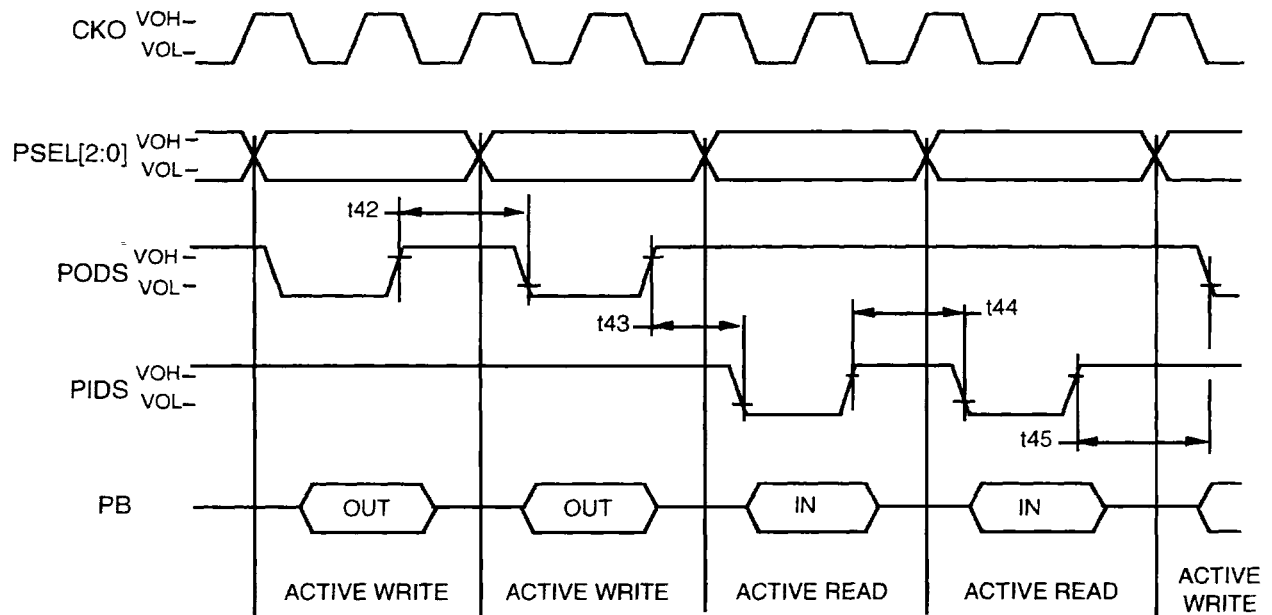 CKO VOH
VOL
PSEL[2:0] VOH
VOL
t42
PODS VOH
VOL
t43
t44
PIDS VOH
VOL
t45
PB OUT OUT IN IN
ACTIVE WRITE ACTIVE WRITE ACTIVE READ ACTIVE READ ACTIVE
WRITE